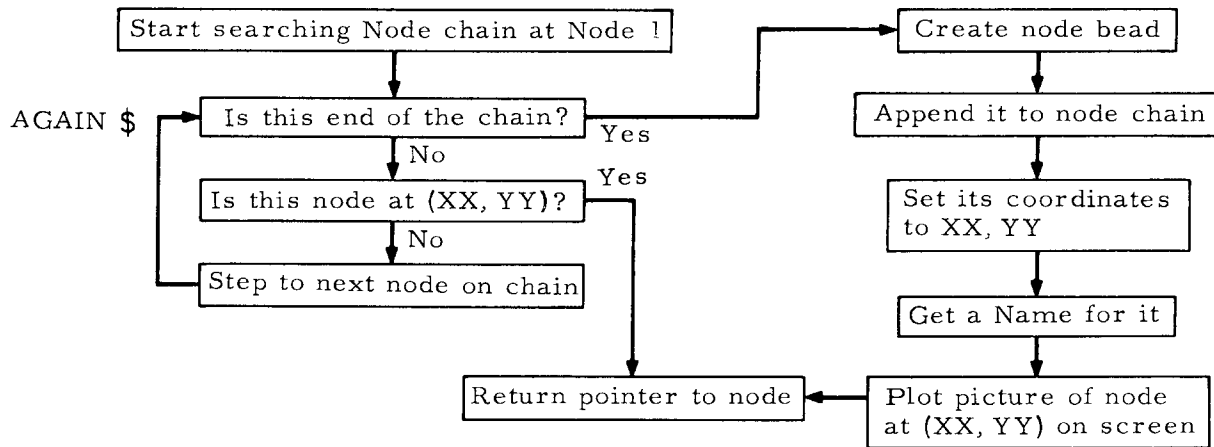 Start searching Node chain at Node 1
AGAIN $
Is this end of the chain?
Yes
No
Is this node at (XX, YY)?
Yes
No
Step to next node on chain
Create node bead
Append it to node chain
Set its coordinates
to XX, YY
Get a Name for it
Plot picture of node
at (XX, YY) on screen
Return pointer to node